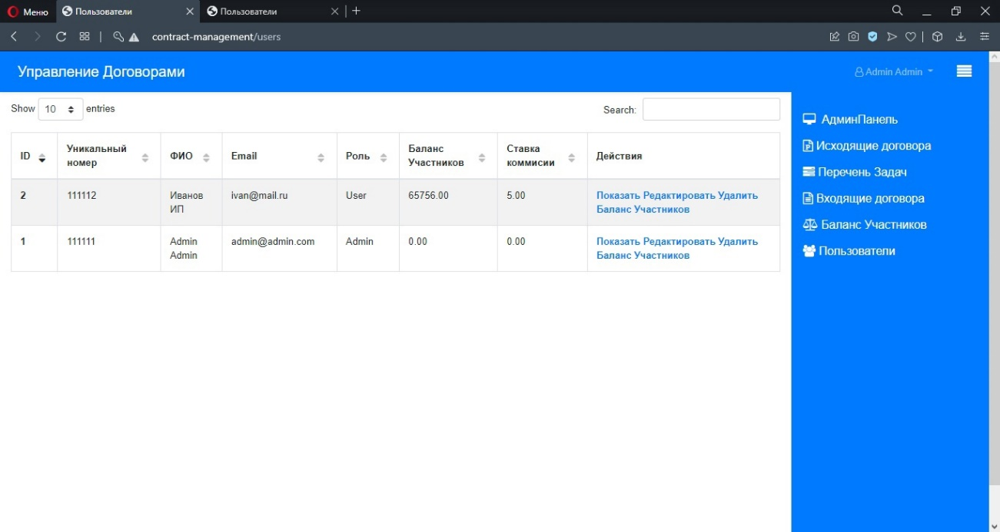 Меню
Пользователи
Пользователи
contract-management/users
Управление Договорами
Admin Admin
Show 10 entries
Search:
ID
Уникальный номер
ФИО
Email
Роль
Баланс Участников
Ставка коммисии
Действия
2
111112
Иванов ИП
ivan@mail.ru
User
65756.00
5.00
Показать Редактировать Удалить
Баланс Участников
1
111111
Admin Admin
admin@admin.com
Admin
0.00
0.00
Показать Редактировать Удалить
Баланс Участников
АдминПанель
Исходящие договора
Перечень Задач
Входящие договора
Баланс Участников
Пользователи